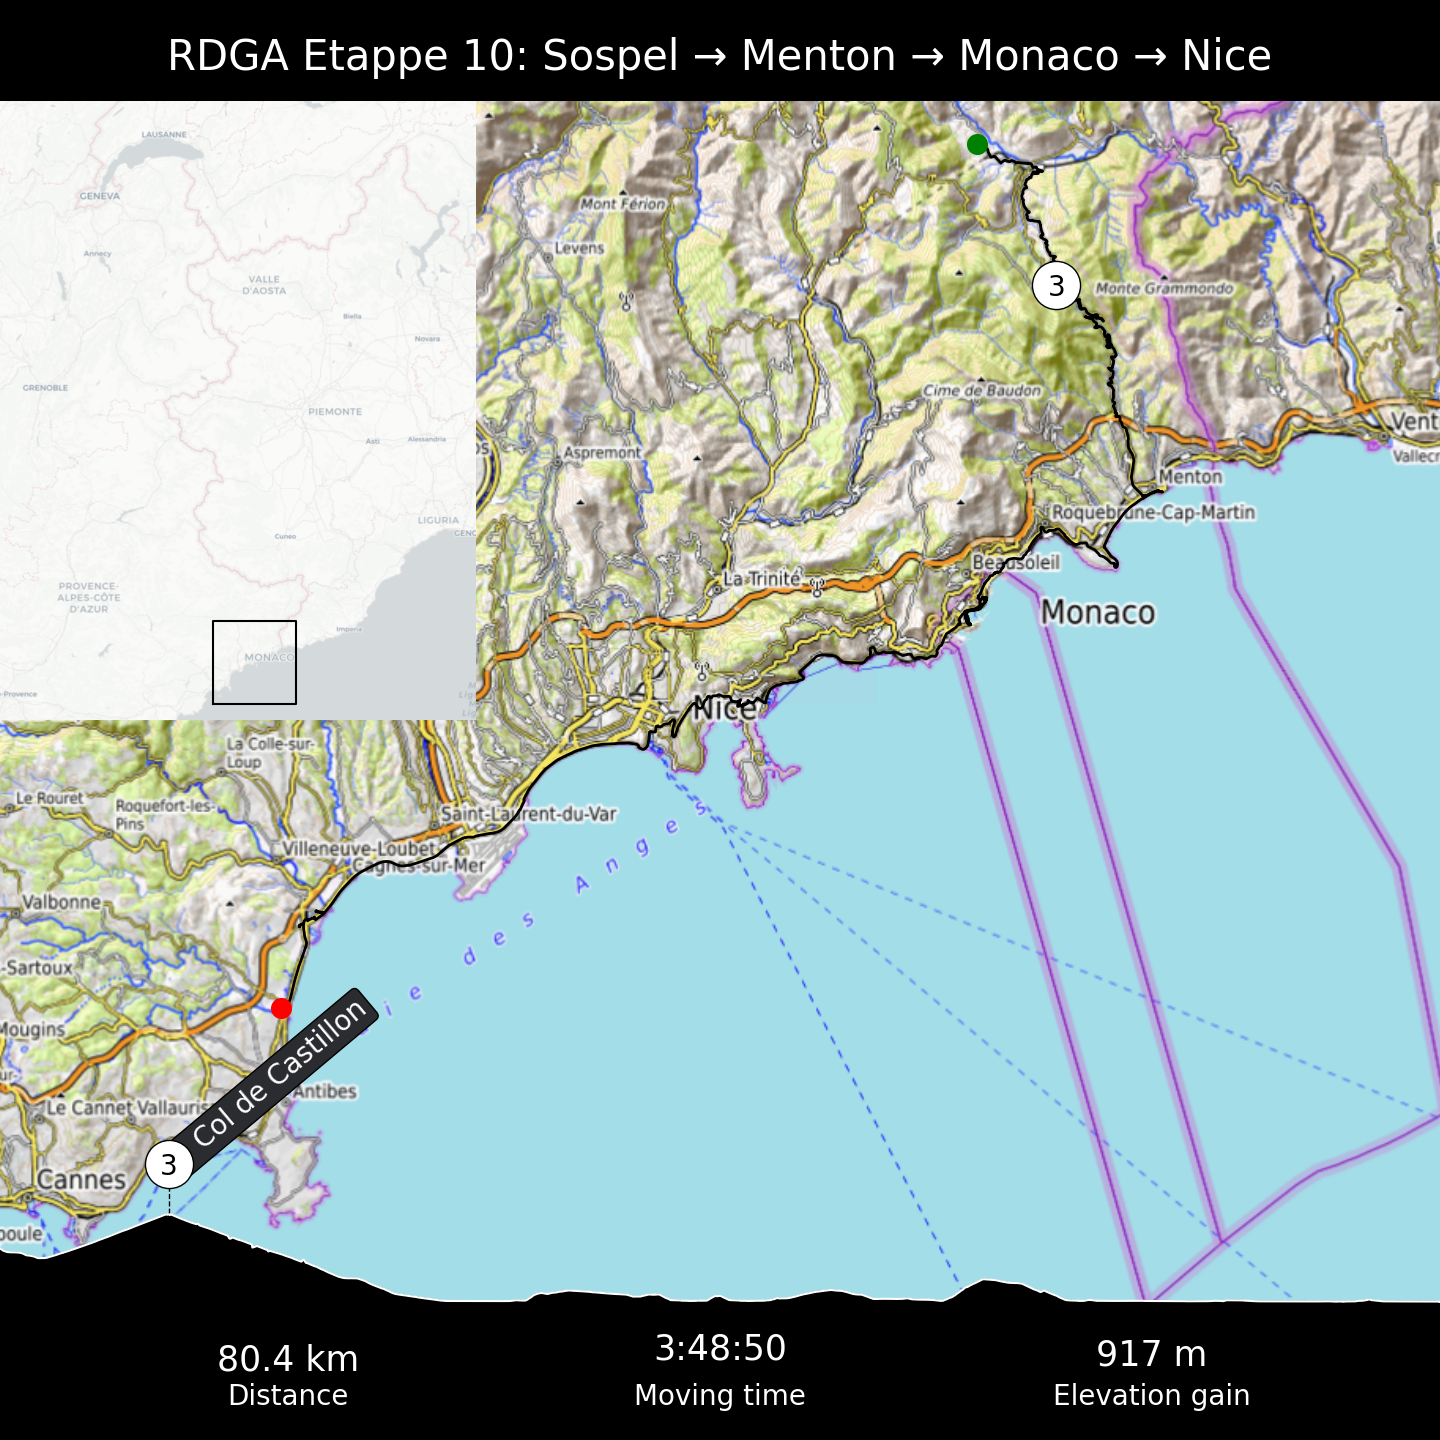 RDGA Etappe 10: Sospel → Menton → Monaco → Nice
LAUSANNE
GENEVA
Annecy
VALLE
D'AOSTA
Biella
Novara
GRENOBLE
PIEMONTE
Asti
Alessandria
LIGURIA
GENO
Cuneo
PROVENCE-
ALPES-CÔTE
D'AZUR
Imperia
MONACO
-Provence
Mont Férion
Levens
3
Monte Grammondo
Cime de Baudon
Aspremont
Vent
Vallecr
Menton
Roquebrune-Cap-Martin
Beausoleil
La Trinité
Monaco
Nice
La Colle-sur-
Loup
Le Rouret
Roquefort-les-
Pins
Saint-Laurent-du-Var
Villeneuve-Loubet
Cagnes-sur-Mer
Valbonne
-Sartoux
Mougins
ie des Anges
Col de Castillon
Antibes
Le Cannet
Vallauris
3
Cannes
poule
80.4 km
Distance
3:48:50
Moving time
917 m
Elevation gain